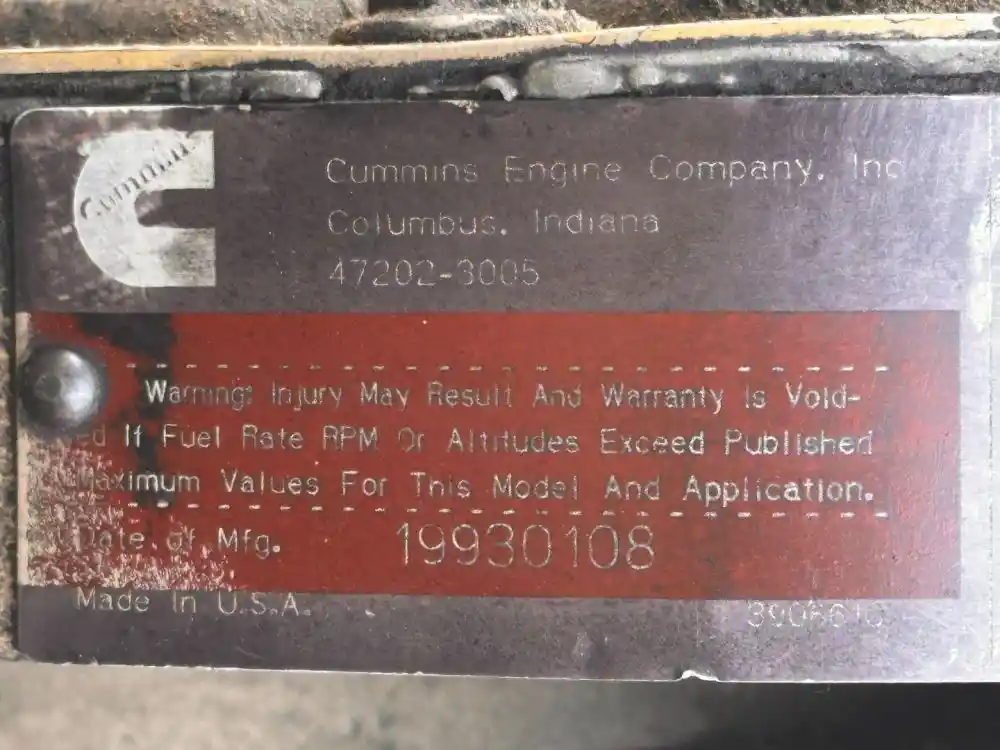 Cummins
Cummins Engine Company, Inc
Columbus, Indiana
47202-3005
Warning: Injury May Result And Warranty Is Void-
ed If Fuel Rate RPM Or Altitudes Exceed Published
Maximum Values For This Model And Application.
Date of Mfg. 19930108
Made In U.S.A.